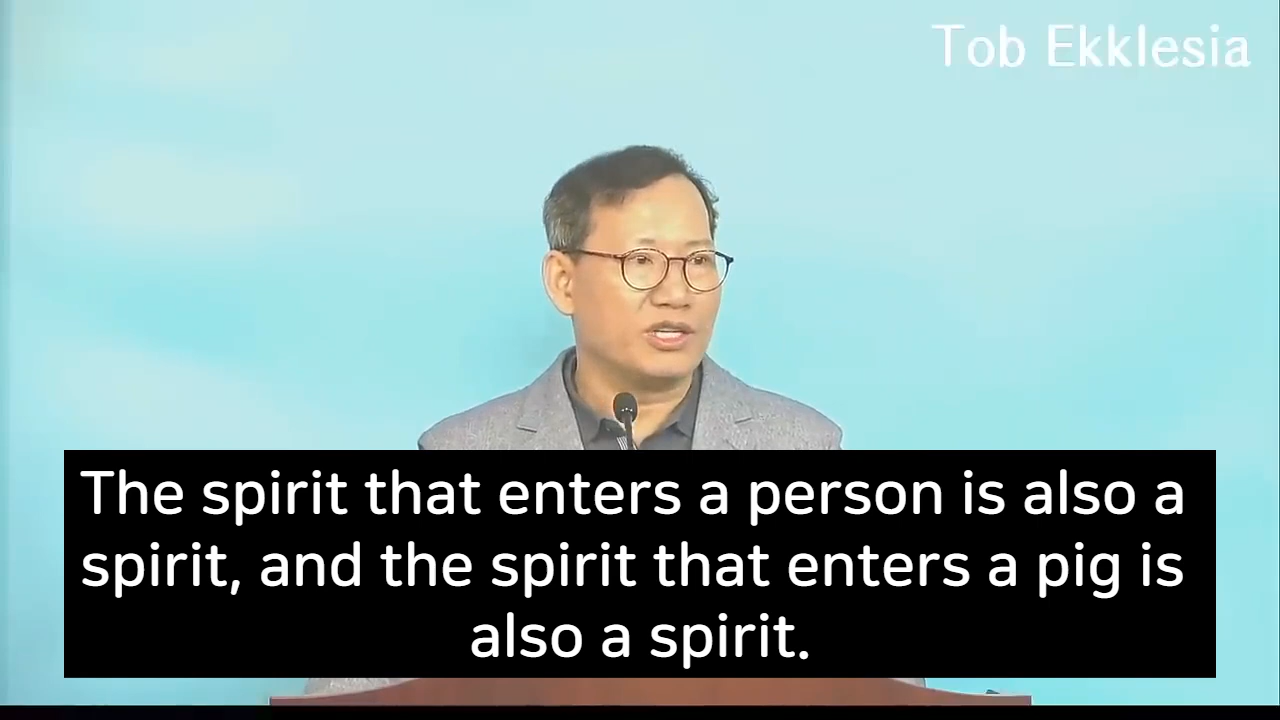 Tob Ekklesia
The spirit that enters a person is also a
spirit, and the spirit that enters a pig is
also a spirit.